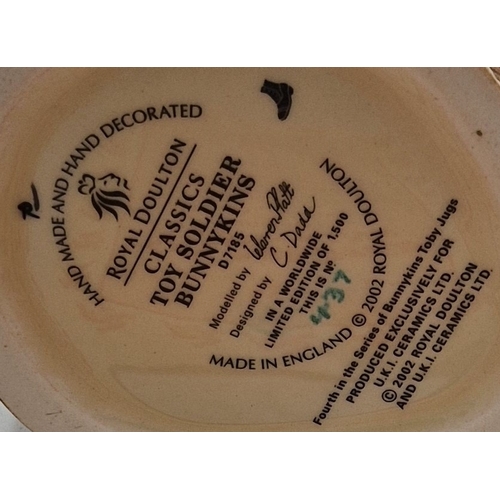 HAND MADE AND HAND DECORATED
ROYAL DOULTON
CLASSICS
TOY SOLDIER
BUNNYKINS
D7185
Modelled by Warren Platt
Designed by C. Dadd
IN A WORLDWIDE
LIMITED EDITION OF 1,500
THIS IS Nº
437
MADE IN ENGLAND © 2002 ROYAL DOULTON
Fourth in the Series of Bunnykins Toby Jugs
PRODUCED EXCLUSIVELY FOR
U.K.I. CERAMICS LTD.
© 2002 ROYAL DOULTON
AND U.K.I. CERAMICS LTD.